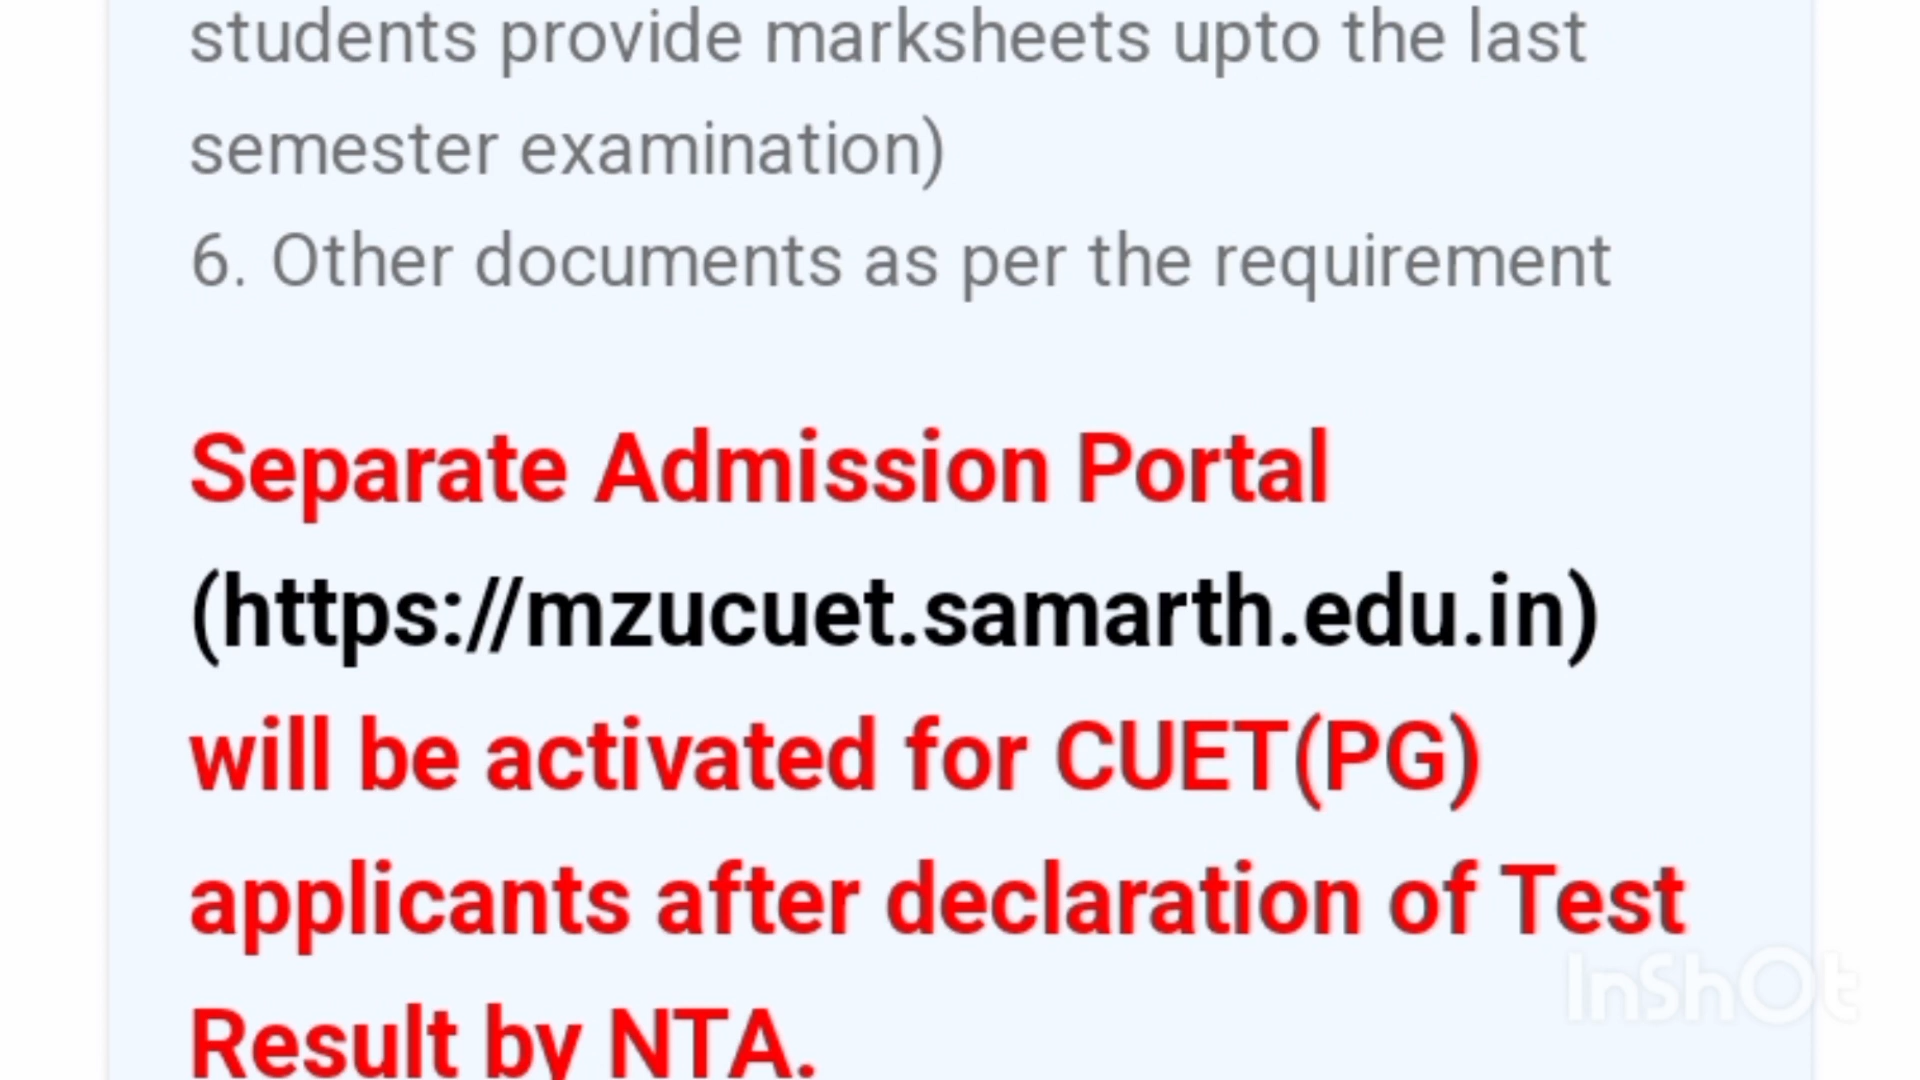 students provide marksheets upto the last
semester examination)
6. Other documents as per the requirement
Separate Admission Portal
(https://mzucuet.samarth.edu.in)
will be activated for CUET(PG)
applicants after declaration of Test
Result by NTA.
InShOt